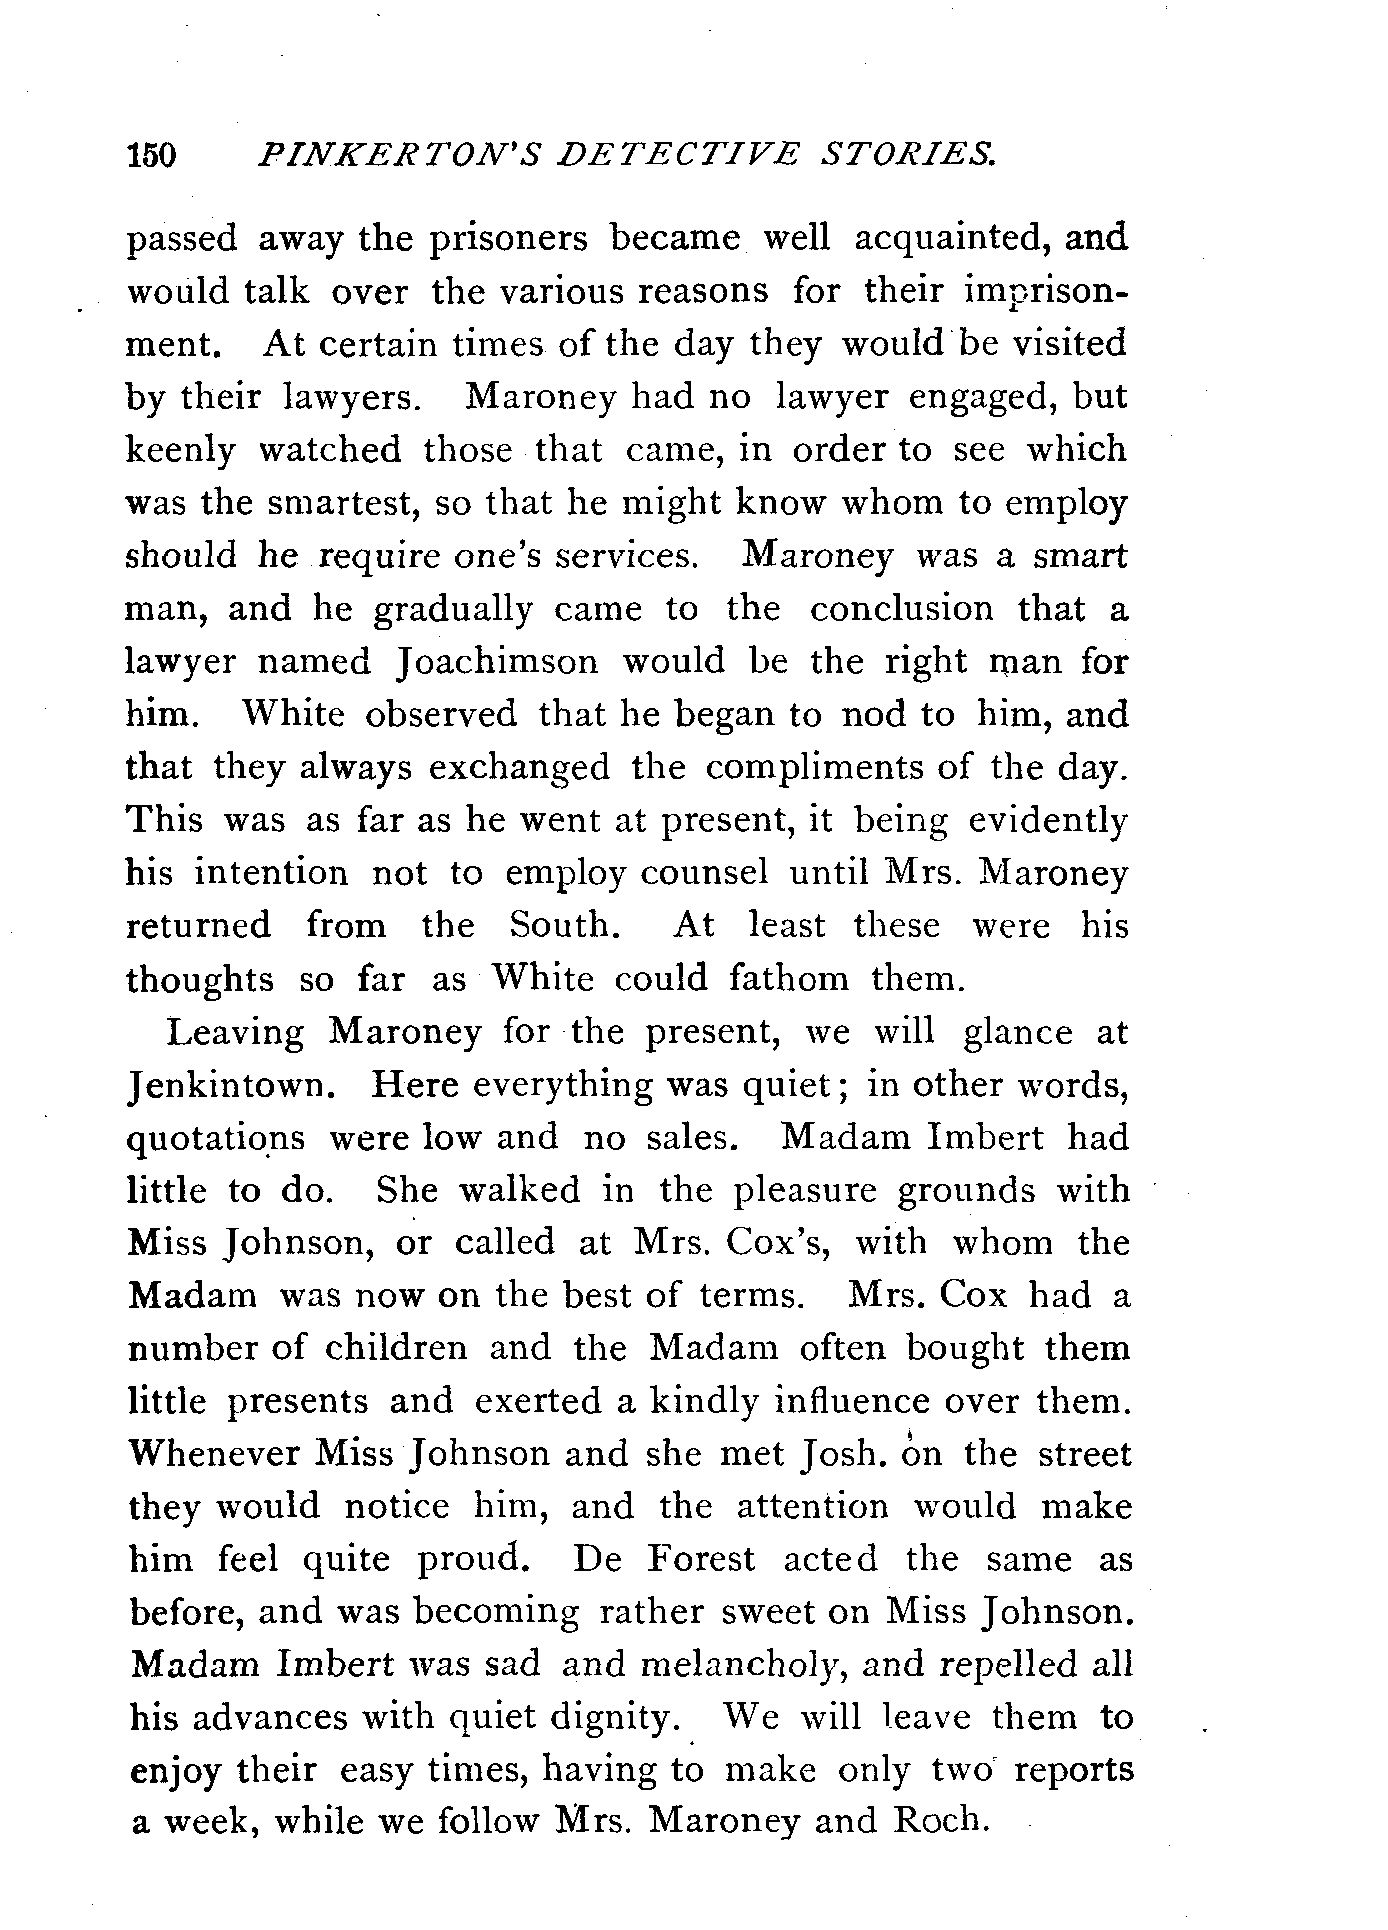 150 PINKERTON'S DETECTIVE STORIES.
passed away the prisoners became well acquainted, and
would talk over the various reasons for their imprison-
ment. At certain times of the day they would be visited
by their lawyers. Maroney had no lawyer engaged, but
keenly watched those that came, in order to see which
was the smartest, so that he might know whom to employ
should he require one's services. Maroney was a smart
man, and he gradually came to the conclusion that a
lawyer named Joachimson would be the right man for
him. White observed that he began to nod to him, and
that they always exchanged the compliments of the day.
This was as far as he went at present, it being evidently
his intention not to employ counsel until Mrs. Maroney
returned from the South. At least these were his
thoughts so far as White could fathom them.
Leaving Maroney for the present, we will glance at
Jenkintown. Here everything was quiet; in other words,
quotations were low and no sales. Madam Imbert had
little to do. She walked in the pleasure grounds with
Miss Johnson, or called at Mrs. Cox's, with whom the
Madam was now on the best of terms. Mrs. Cox had a
number of children and the Madam often bought them
little presents and exerted a kindly influence over them.
Whenever Miss Johnson and she met Josh. on the street
they would notice him, and the attention would make
him feel quite proud. De Forest acted the same as
before, and was becoming rather sweet on Miss Johnson.
Madam Imbert was sad and melancholy, and repelled all
his advances with quiet dignity. We will leave them to
enjoy their easy times, having to make only two reports
a week, while we follow Mrs. Maroney and Roch.